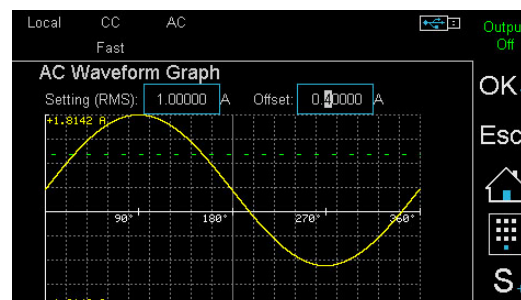 Local CC AC
Fast
Output
Off
AC Waveform Graph
Setting (RMS): 1.00000 A Offset: 0.40000 A
OK
+1.8142 A
Esc
90° 180° 270° 360°
S